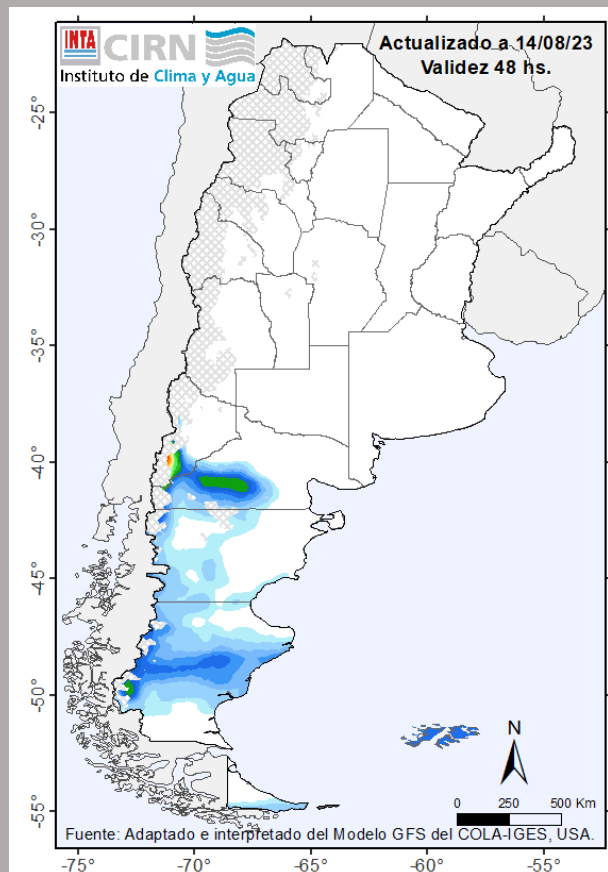 INTA CIRN
Instituto de Clima y Agua
Actualizado a 14/08/23
Validez 48 hs.
-25°
-30°
-35°
-40°
-45°
-50°
-55°
N
0 250 500 Km
Fuente: Adaptado e interpretado del Modelo GFS del COLA-IGES, USA.
-75° -70° -65° -60° -55°